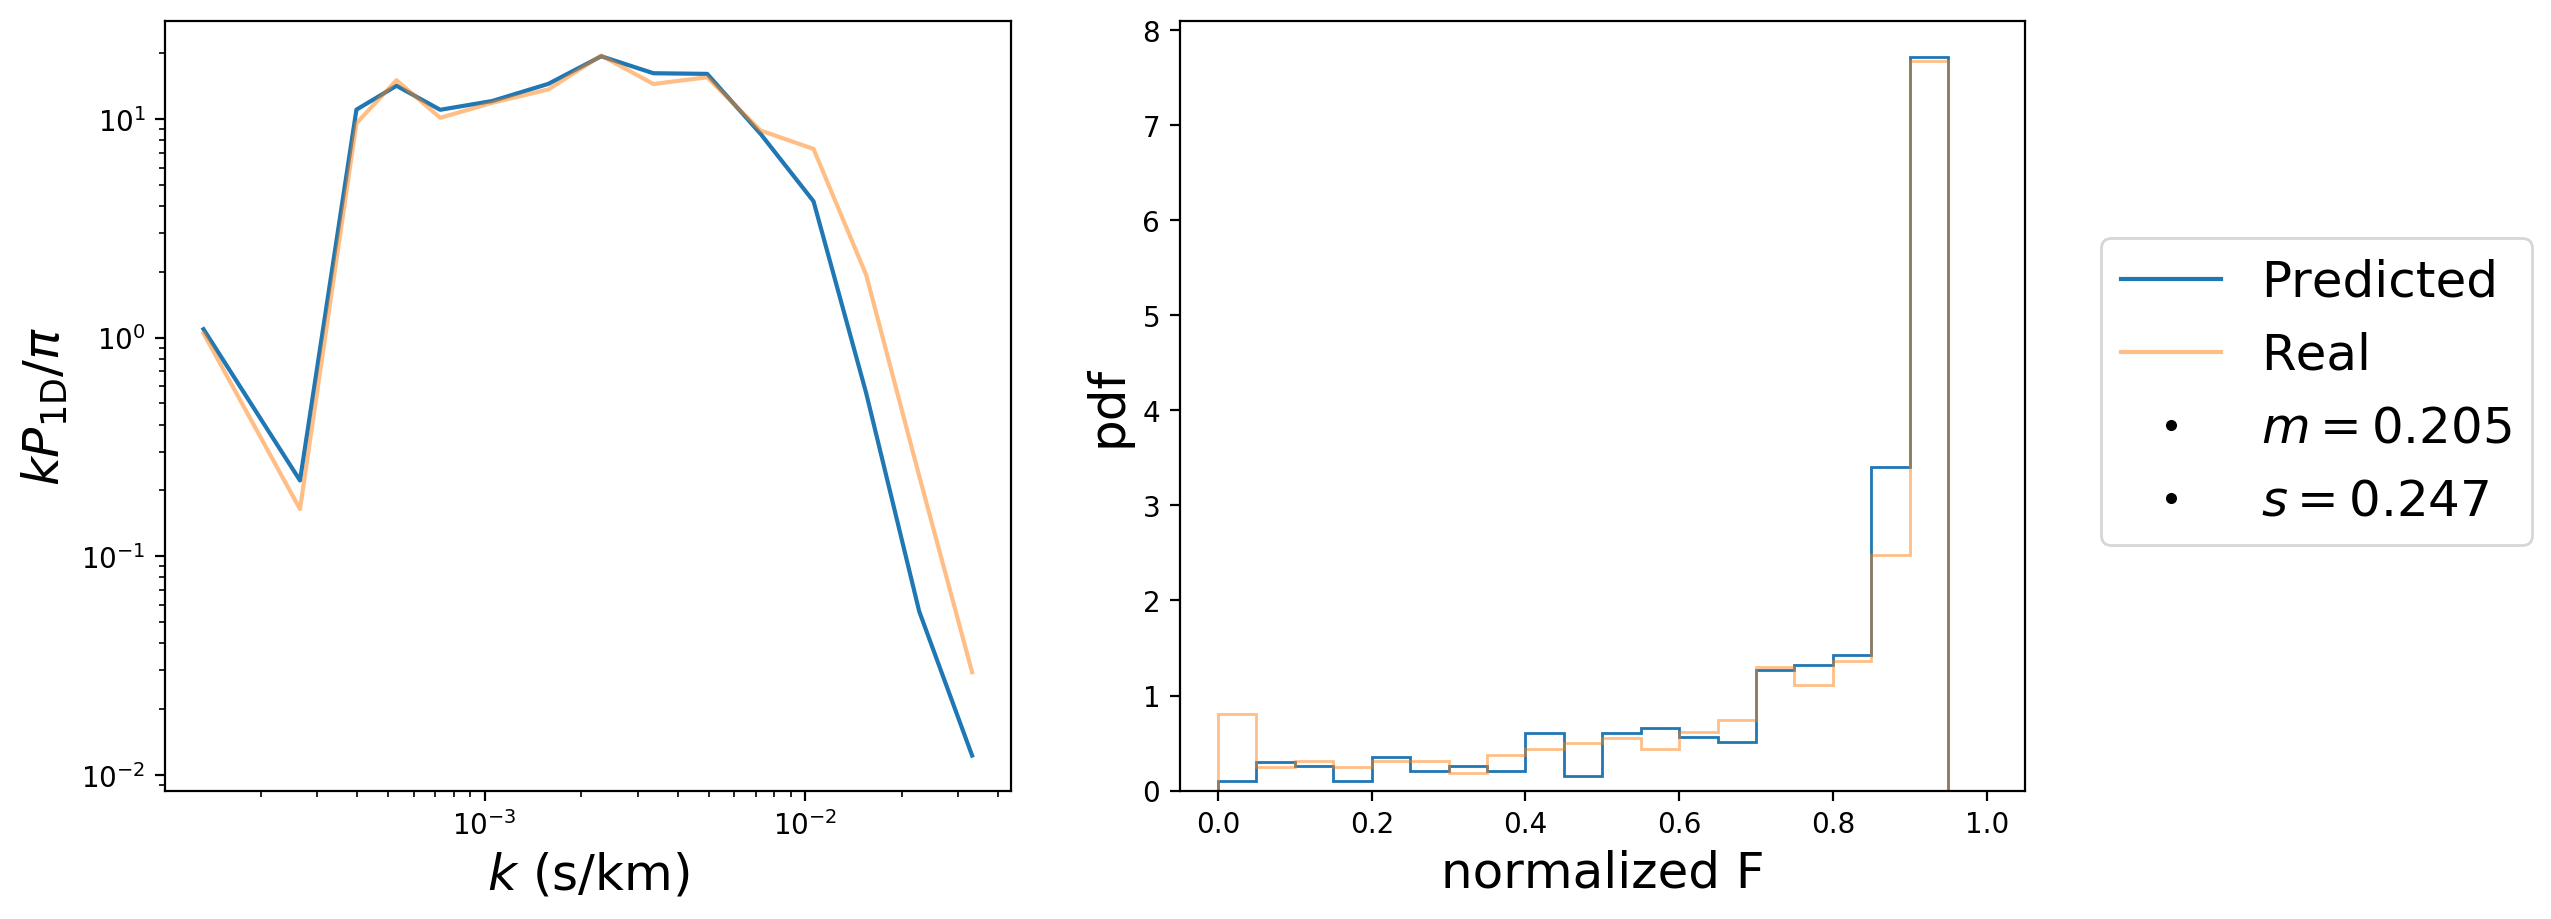 10¹
10⁰
10⁻¹
10⁻²
kP₁D/π
10⁻³
10⁻²
k (s/km)
8
7
6
5
4
3
2
1
0
pdf
0.0
0.2
0.4
0.6
0.8
1.0
normalized F
Predicted
Real
m = 0.205
s = 0.247